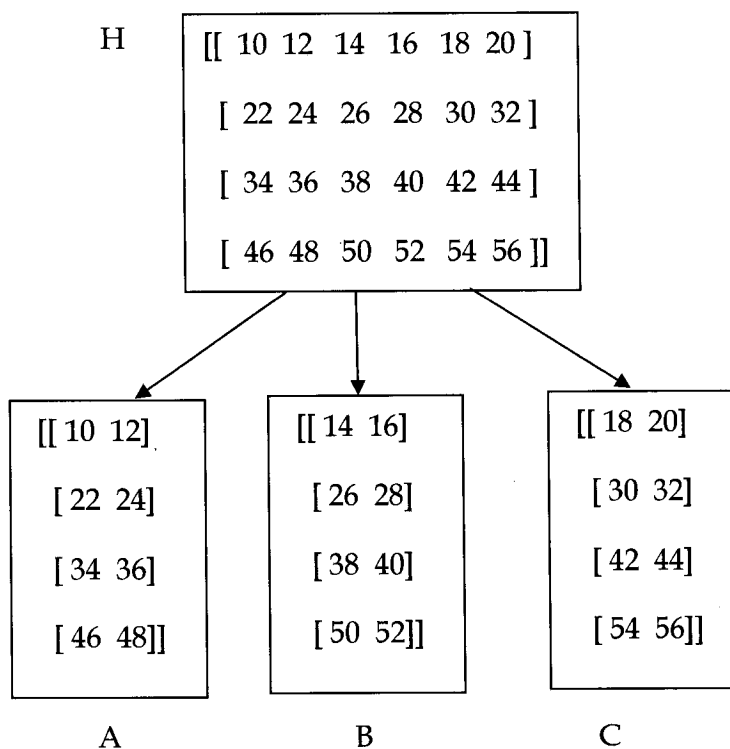 H
[[ 10 12 14 16 18 20 ]
[ 22 24 26 28 30 32 ]
[ 34 36 38 40 42 44 ]
[ 46 48 50 52 54 56 ]]
[[ 10 12]
[ 22 24]
[ 34 36]
[ 46 48]]
A
[[ 14 16]
[ 26 28]
[ 38 40]
[ 50 52]]
B
[[ 18 20]
[ 30 32]
[ 42 44]
[ 54 56]]
C